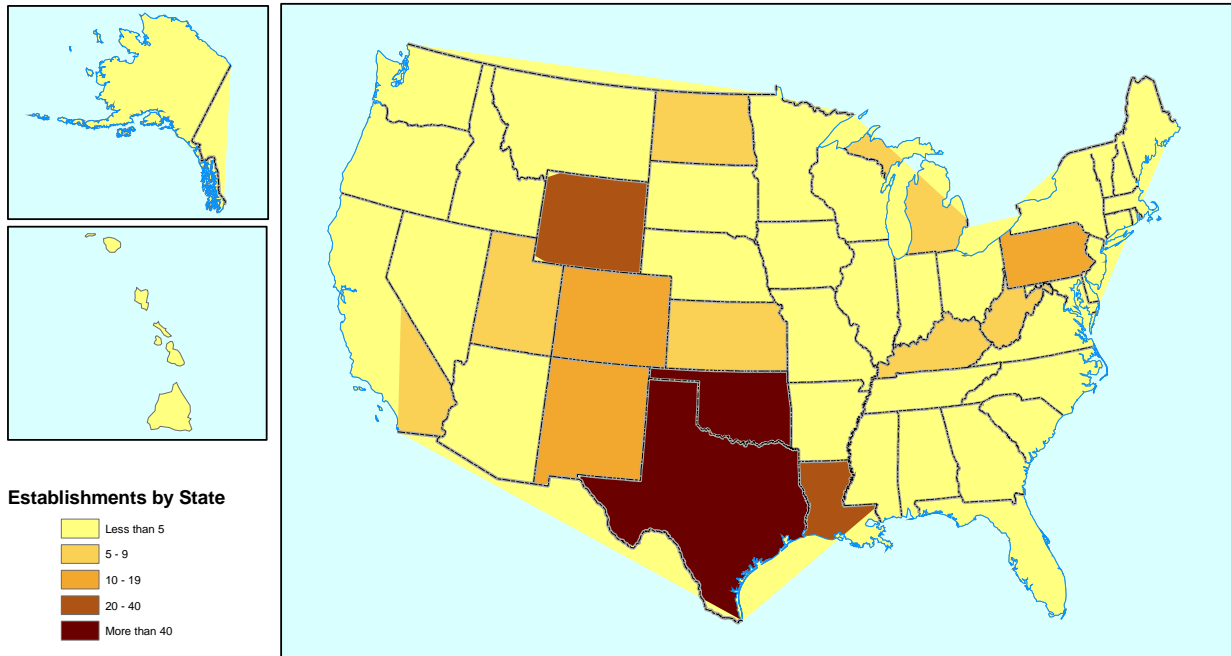 Establishments by State
Less than 5
5 - 9
10 - 19
20 - 40
More than 40